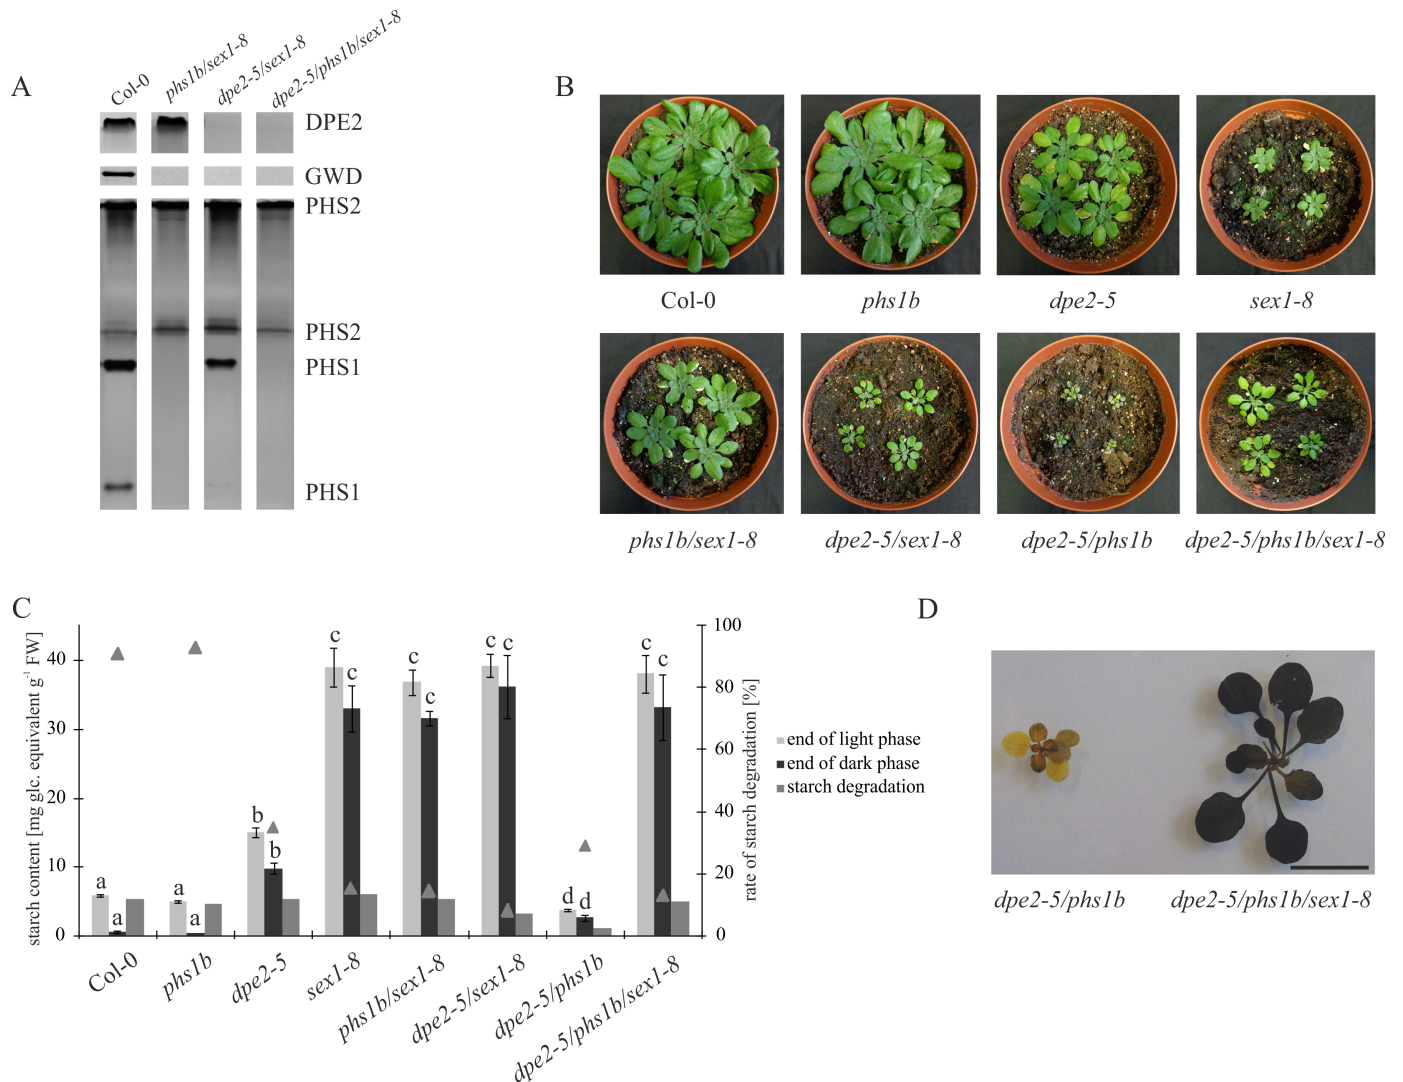 A
Col-0
phs1b/sex1-8
dpe2-5/sex1-8
dpe2-5/phs1b/sex1-8
DPE2
GWD
PHS2
PHS2
PHS1
PHS1
B
Col-0
phs1b
dpe2-5
sex1-8
phs1b/sex1-8
dpe2-5/sex1-8
dpe2-5/phs1b
dpe2-5/phs1b/sex1-8
C
starch content [mg glc. equivalent g⁻¹ FW]
40
30
20
10
0
a
a
a
a
b
b
c
c
c
c
c
c
d
d
c
c
100
80
60
40
20
0
rate of starch degradation [%]
end of light phase
end of dark phase
starch degradation
Col-0
phs1b
dpe2-5
sex1-8
phs1b/sex1-8
dpe2-5/sex1-8
dpe2-5/phs1b
dpe2-5/phs1b/sex1-8
D
dpe2-5/phs1b
dpe2-5/phs1b/sex1-8